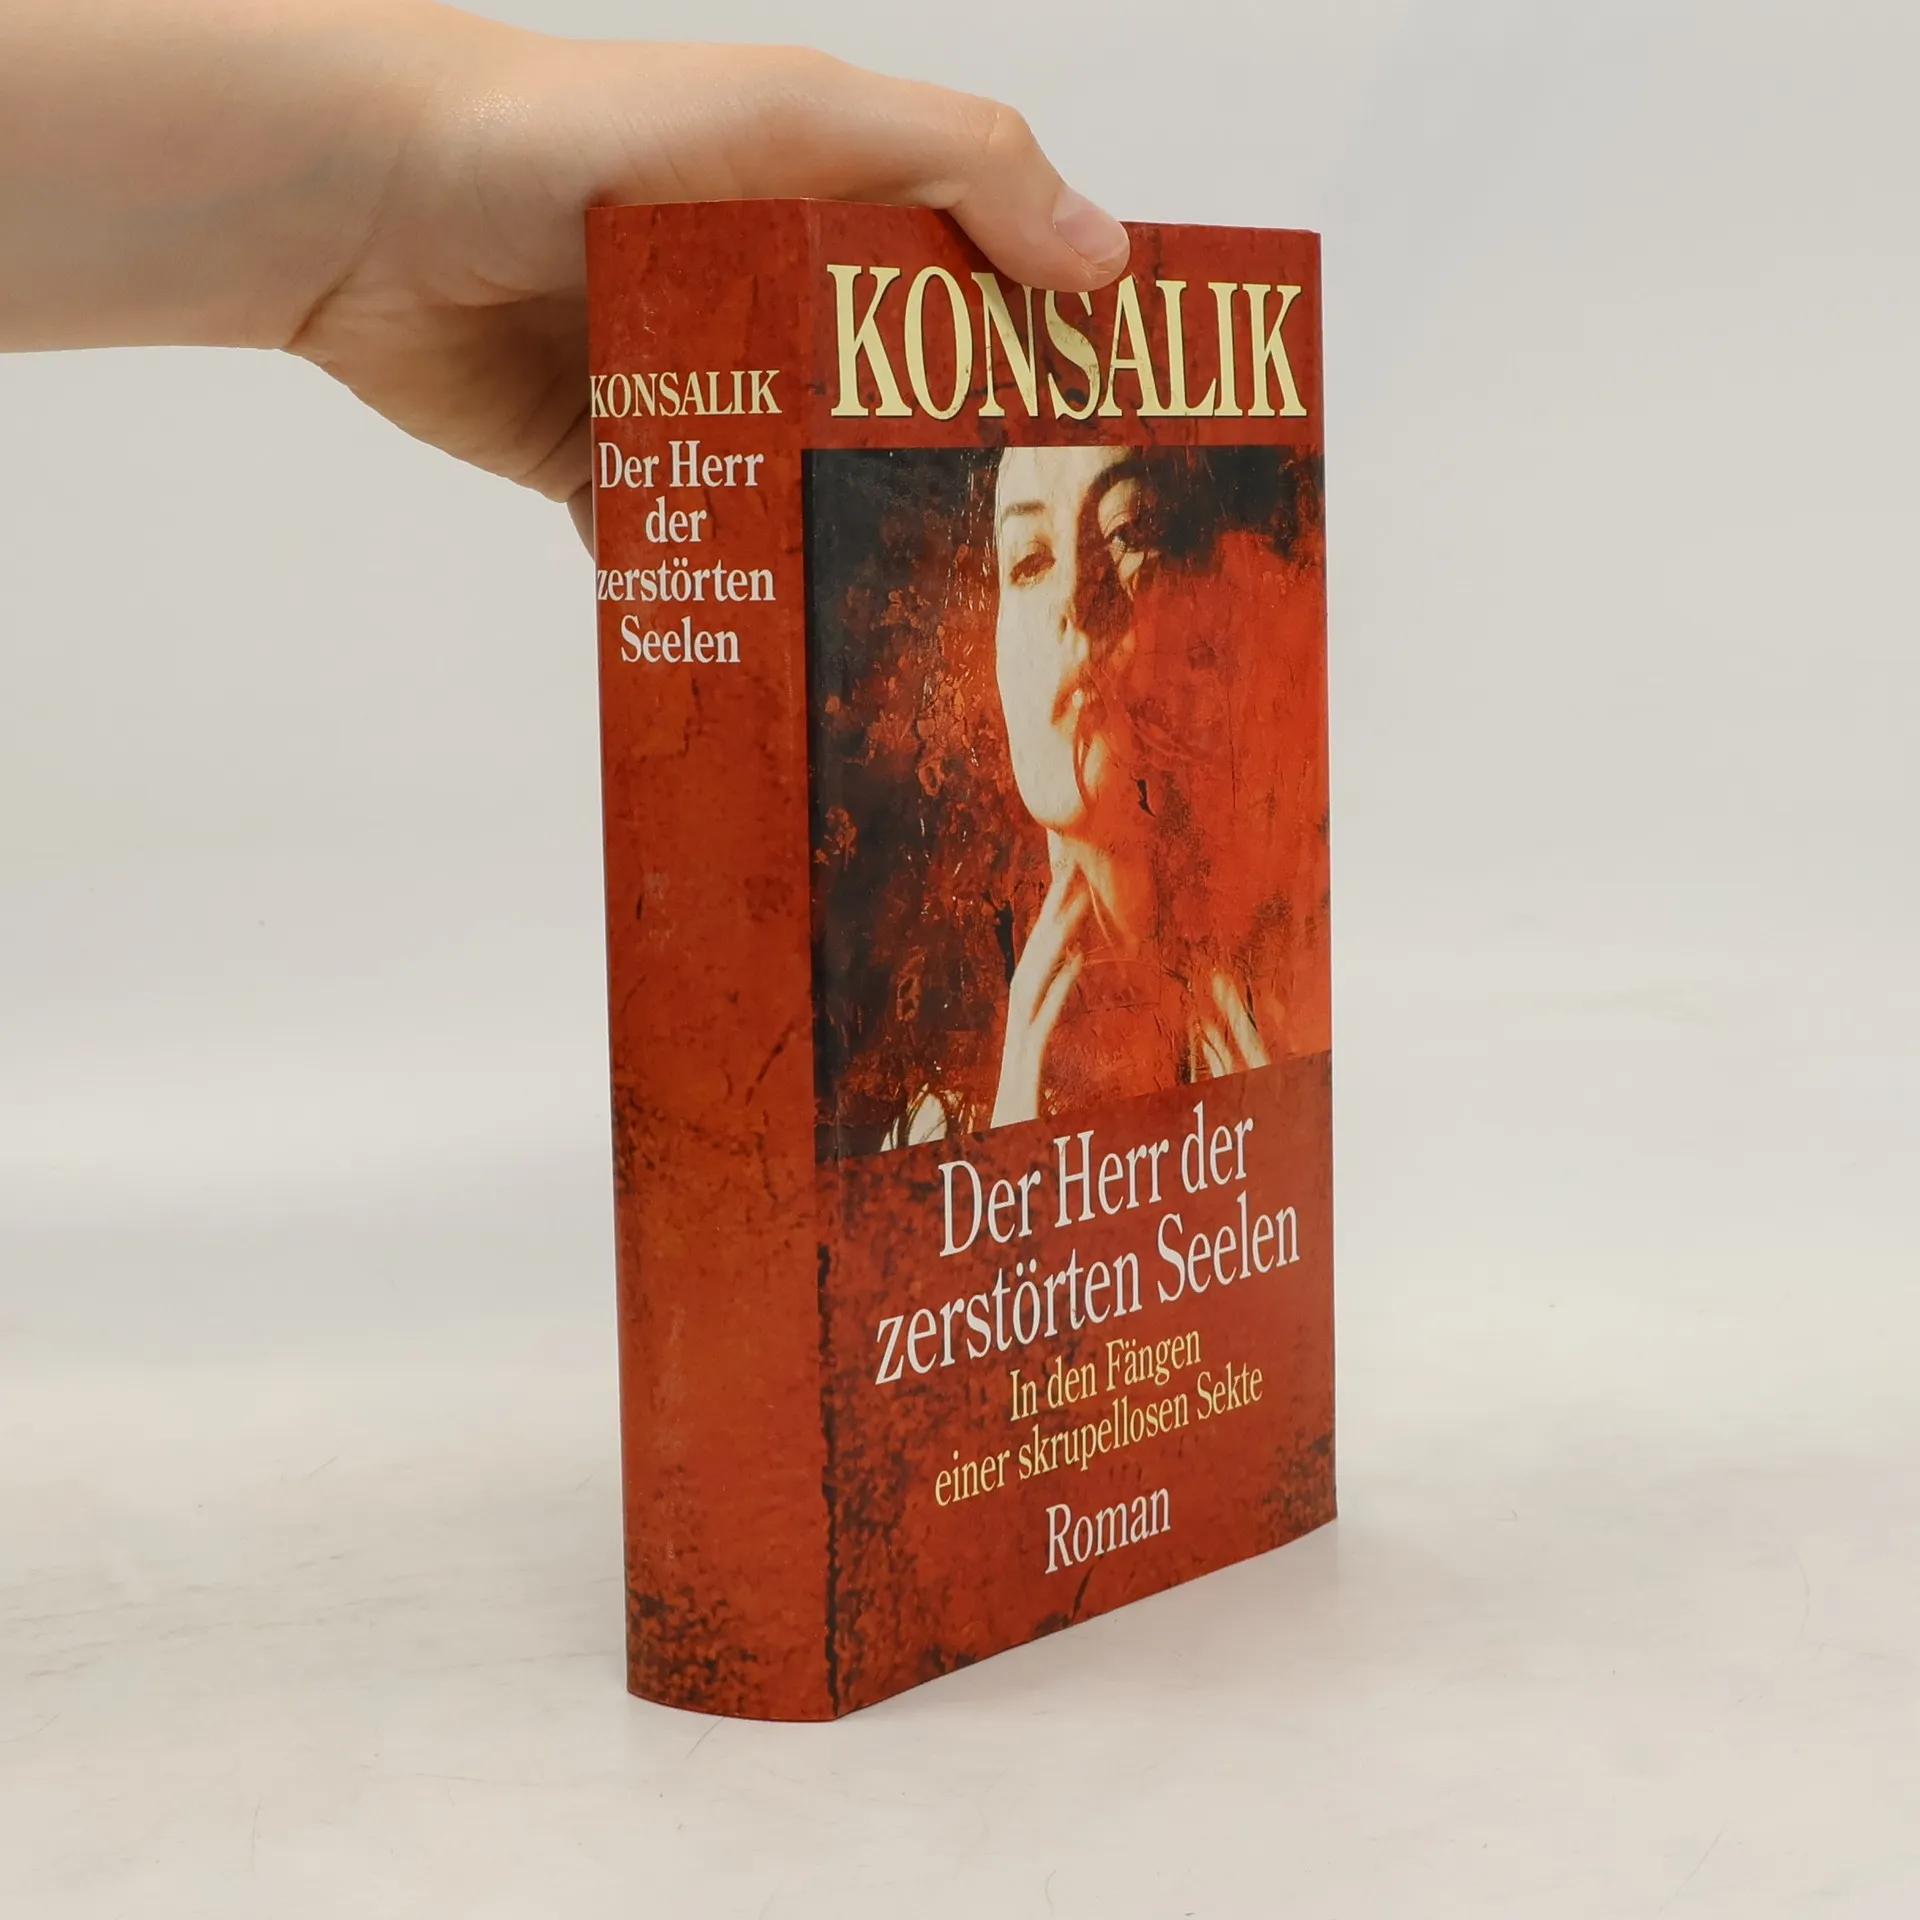 KONSALIK
Der Herr
der
zerstörten
Seelen
KONSALIK
Der Herr der
zerstörten Seelen
In den Fängen
einer skrupellosen Sekte
Roman